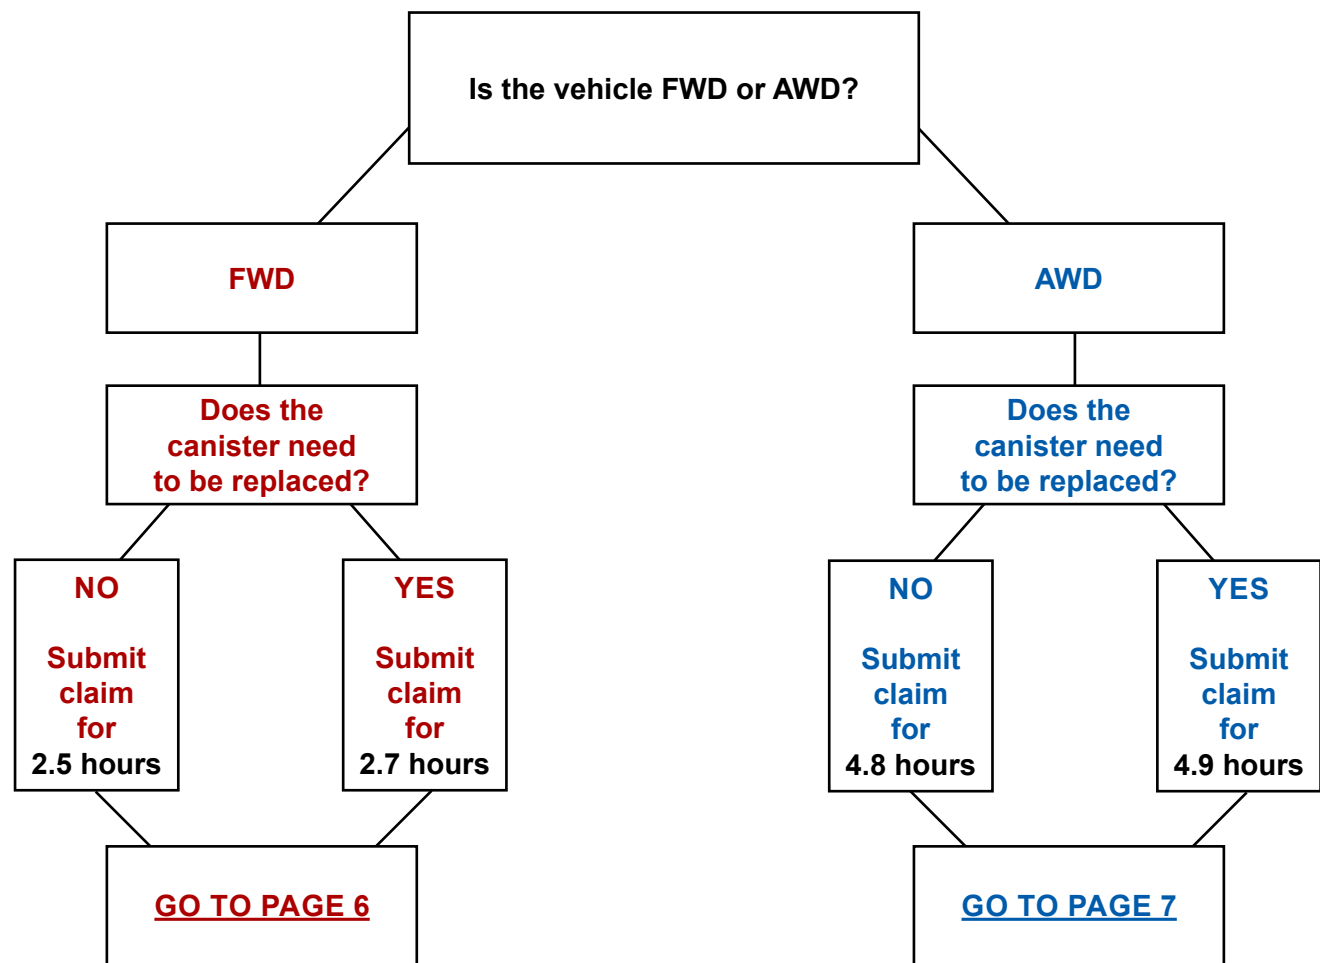 Is the vehicle FWD or AWD?
FWD
AWD
Does the
canister need
to be replaced?
Does the
canister need
to be replaced?
NO
Submit
claim
for
2.5 hours
YES
Submit
claim
for
2.7 hours
NO
Submit
claim
for
4.8 hours
YES
Submit
claim
for
4.9 hours
GO TO PAGE 6
GO TO PAGE 7